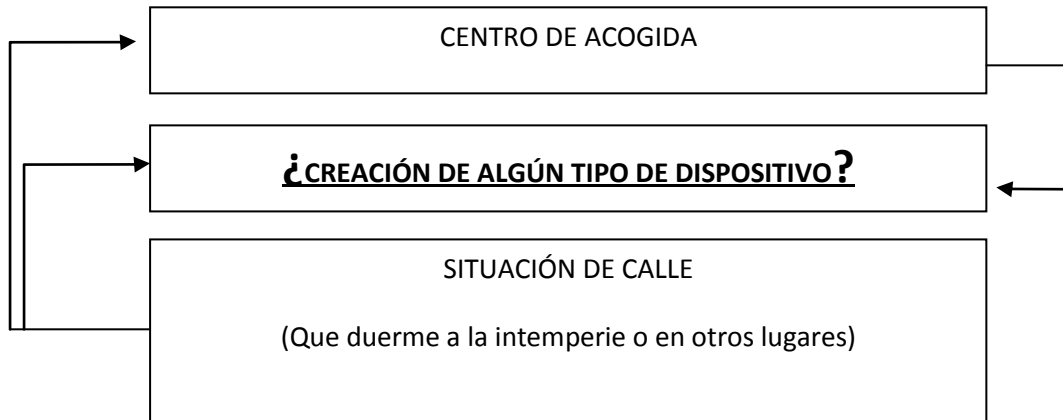 CENTRO DE ACOGIDA
¿CREACIÓN DE ALGÚN TIPO DE DISPOSITIVO?
SITUACIÓN DE CALLE
(Que duerme a la intemperie o en otros lugares)